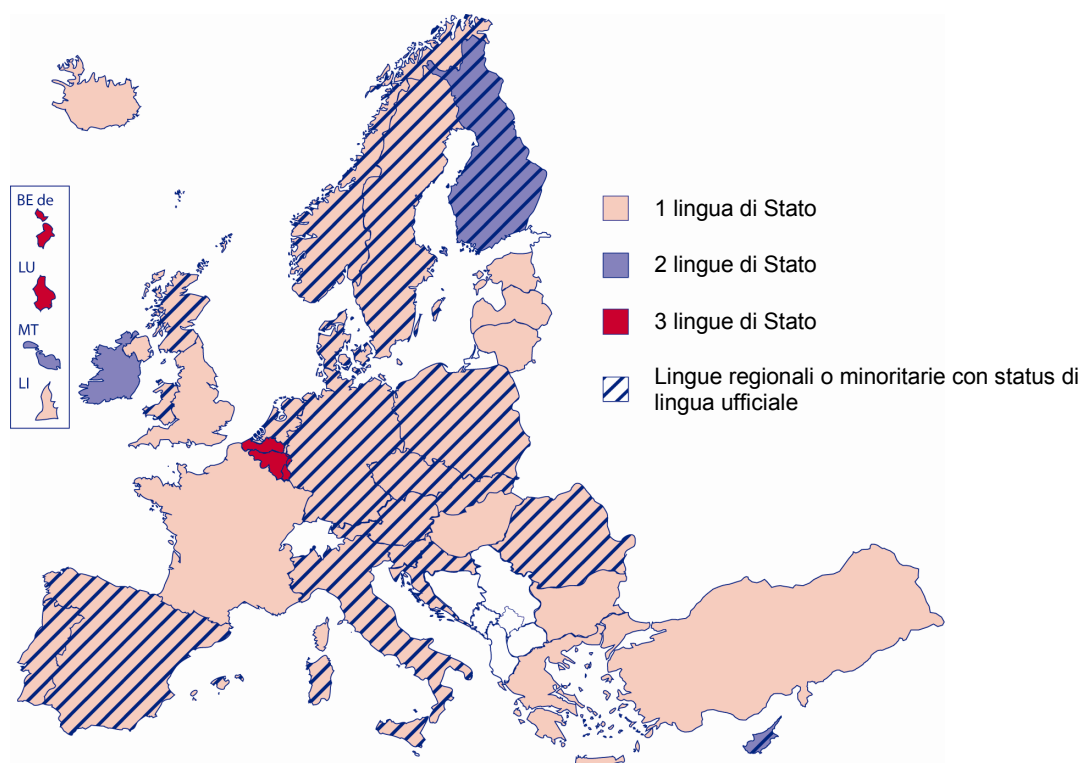 BE de
LU
MT
LI
1 lingua di Stato
2 lingue di Stato
3 lingue di Stato
Lingue regionali o minoritarie con status di
lingua ufficiale